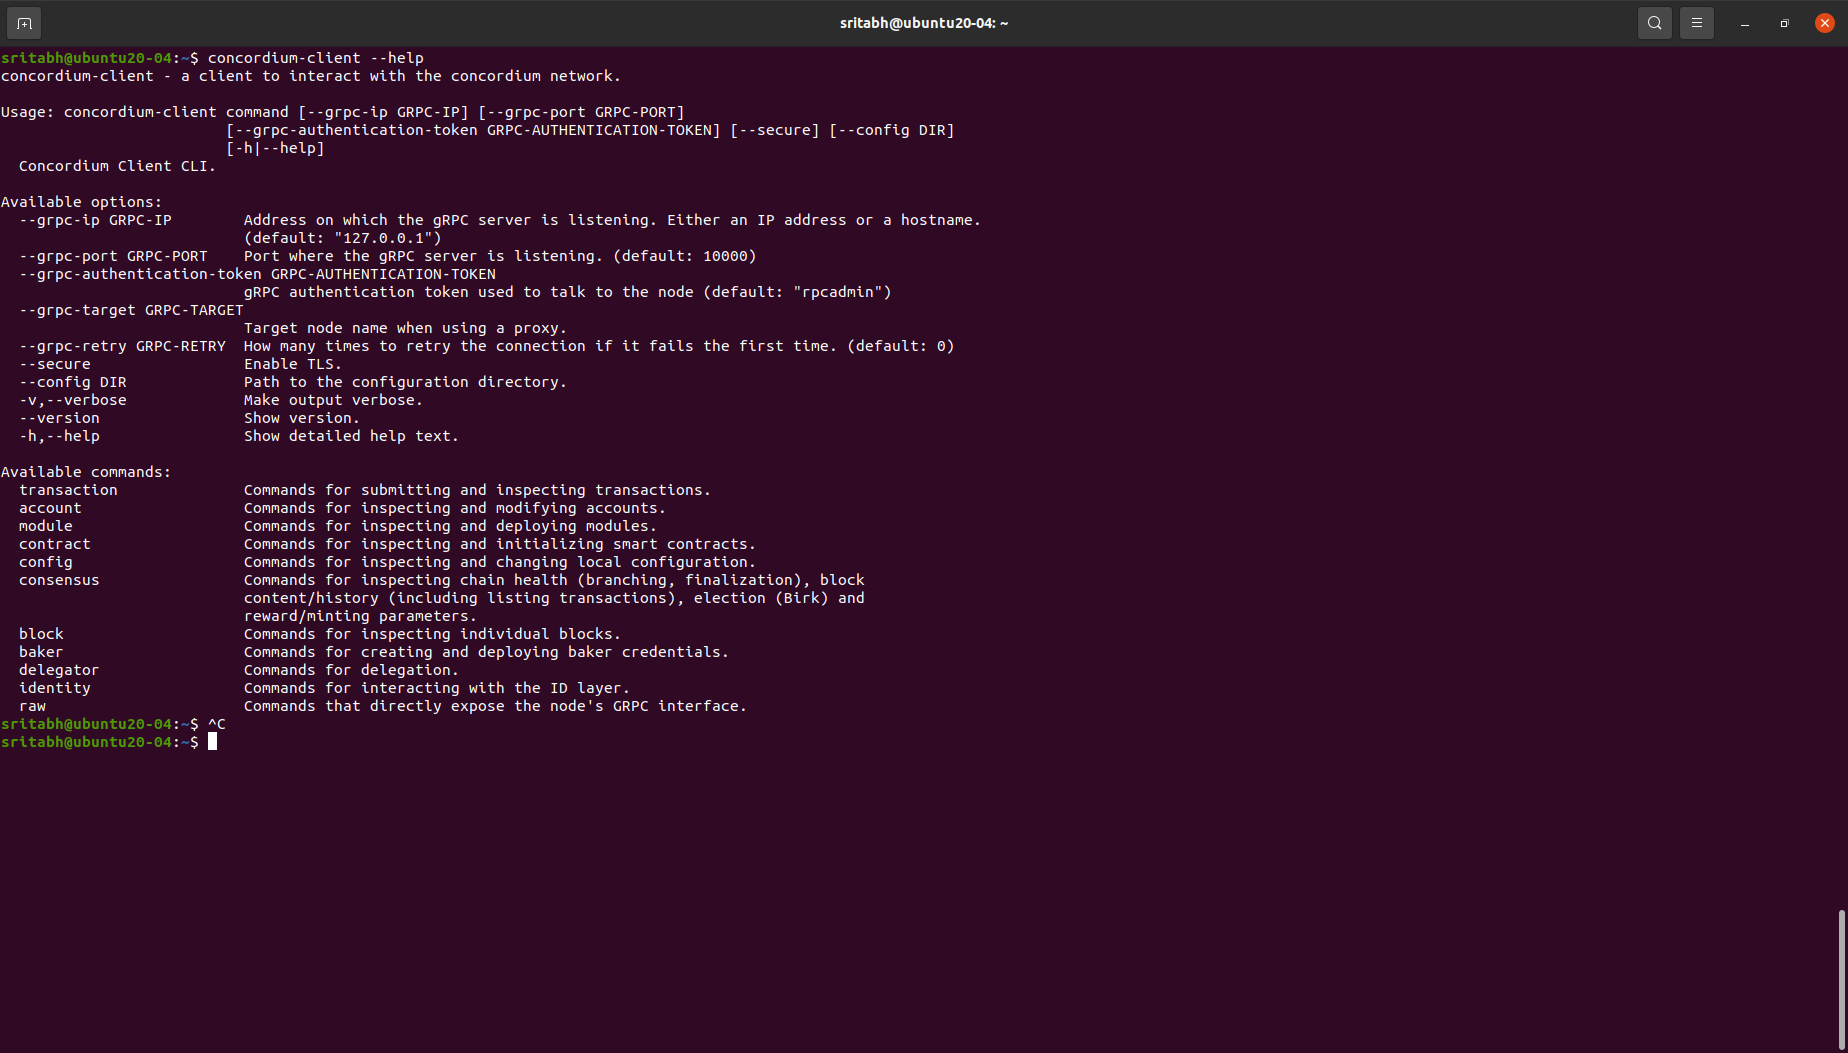 sritabh@ubuntu20-04: ~
sritabh@ubuntu20-04:~$ concordium-client --help
concordium-client - a client to interact with the concordium network.

Usage: concordium-client command [--grpc-ip GRPC-IP] [--grpc-port GRPC-PORT]
                         [--grpc-authentication-token GRPC-AUTHENTICATION-TOKEN] [--secure] [--config DIR]
                         [-h|--help]
  Concordium Client CLI.

Available options:
  --grpc-ip GRPC-IP        Address on which the gRPC server is listening. Either an IP address or a hostname.
                           (default: "127.0.0.1")
  --grpc-port GRPC-PORT    Port where the gRPC server is listening. (default: 10000)
  --grpc-authentication-token GRPC-AUTHENTICATION-TOKEN
                           gRPC authentication token used to talk to the node (default: "rpcadmin")
  --grpc-target GRPC-TARGET
                           Target node name when using a proxy.
  --grpc-retry GRPC-RETRY  How many times to retry the connection if it fails the first time. (default: 0)
  --secure                 Enable TLS.
  --config DIR             Path to the configuration directory.
  -v,--verbose             Make output verbose.
  --version                Show version.
  -h,--help                Show detailed help text.

Available commands:
  transaction              Commands for submitting and inspecting transactions.
  account                  Commands for inspecting and modifying accounts.
  module                   Commands for inspecting and deploying modules.
  contract                 Commands for inspecting and initializing smart contracts.
  config                   Commands for inspecting and changing local configuration.
  consensus                Commands for inspecting chain health (branching, finalization), block
                           content/history (including listing transactions), election (Birk) and
                           reward/minting parameters.
  block                    Commands for inspecting individual blocks.
  baker                    Commands for creating and deploying baker credentials.
  delegator                Commands for delegation.
  identity                 Commands for interacting with the ID layer.
  raw                      Commands that directly expose the node's GRPC interface.
sritabh@ubuntu20-04:~$ ^C
sritabh@ubuntu20-04:~$